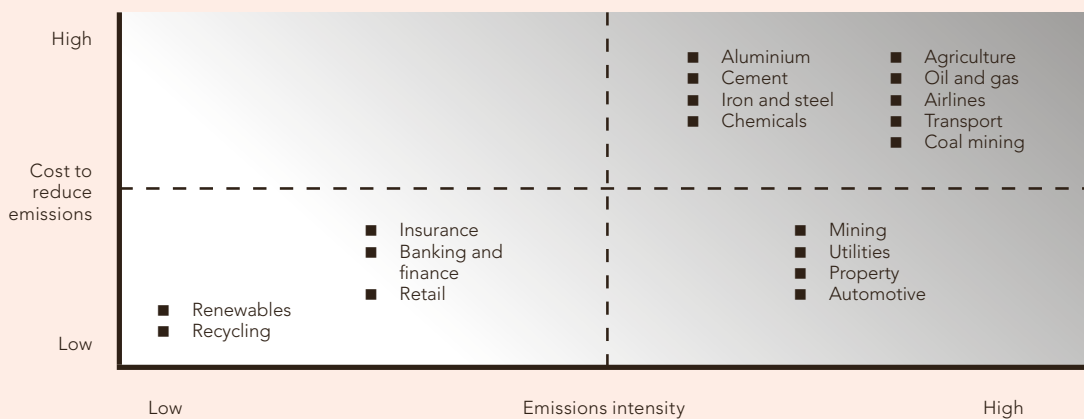 High
Aluminium
Cement
Iron and steel
Chemicals
Agriculture
Oil and gas
Airlines
Transport
Coal mining
Cost to
reduce
emissions
Insurance
Banking and
finance
Retail
Mining
Utilities
Property
Automotive
Renewables
Recycling
Low
Low
Emissions intensity
High